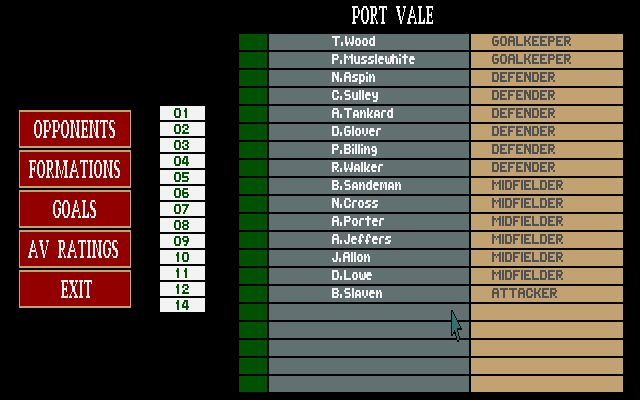 PORT VALE
T.Wood GOALKEEPER
P.Musslewhite GOALKEEPER
N.Aspin DEFENDER
C.Sulley DEFENDER
A.Tankard DEFENDER
D.Glover DEFENDER
P.Billing DEFENDER
R.Walker DEFENDER
B.Sandeman MIDFIELDER
N.Cross MIDFIELDER
A.Porter MIDFIELDER
A.Jeffers MIDFIELDER
J.Allon MIDFIELDER
D.Lowe MIDFIELDER
B.Slaven ATTACKER
OPPONENTS
FORMATIONS
GOALS
AV RATINGS
EXIT
01
02
03
04
05
06
07
08
09
10
11
12
14